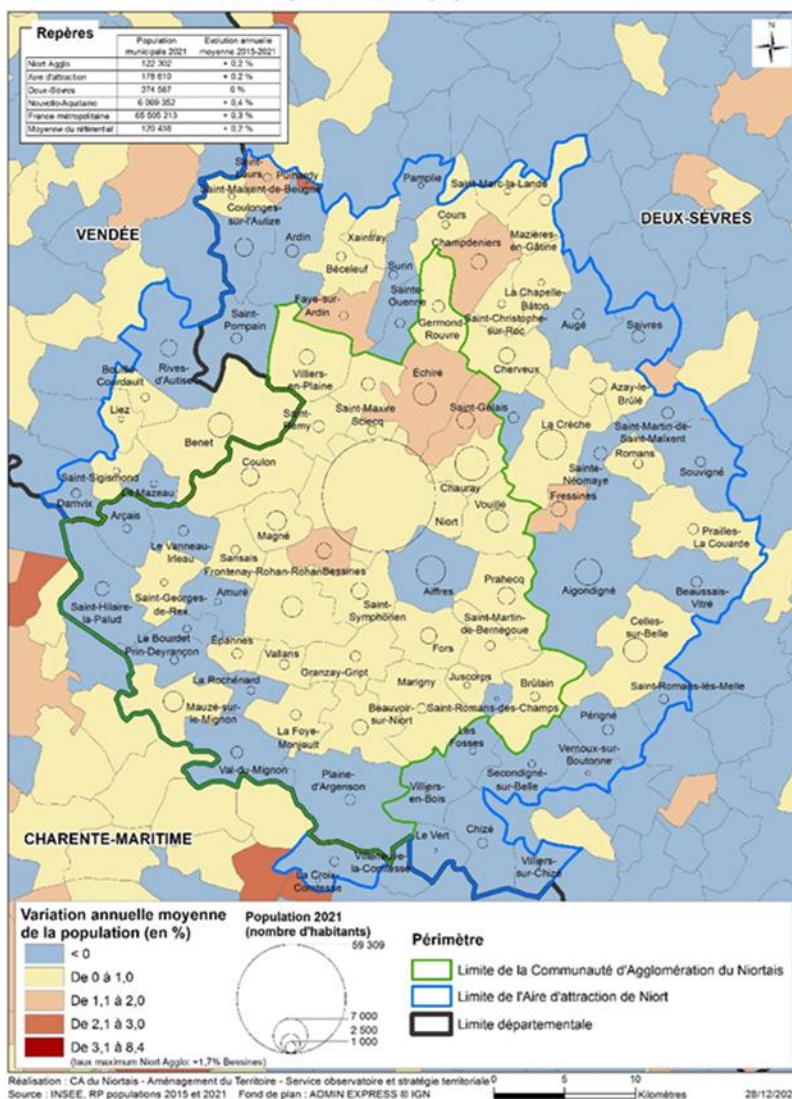 Repères
Population municipale 2021
Evolution annuelle moyenne 2015-2021
Niort Agglo 122 302 + 0,2 %
Aire d'attraction 178 610 + 0,2 %
Deux-Sèvres 374 587 0 %
Nouvelle-Aquitaine 6 069 352 + 0,4 %
France métropolitaine 65 505 213 + 0,3 %
Moyenne du référentiel 120 438 + 0,2 %
N
VENDÉE
DEUX-SÈVRES
CHARENTE-MARITIME
Saint-Laurs
Puihardy
Saint-Maixent-de-Beugné
Coulonges-sur-l'Autize
Pamplie
Saint-Marc-la-Lande
Cours
Xaintray
Ardin
Béceleuf
Surin
Champdeniers
Mazières-en-Gâtine
Sainte-Ouenne
La Chapelle-Bâton
Faye-sur-Ardin
Germond-Rouvre
Saint-Christophe-sur-Roc
Augé
Saivres
Saint-Pompain
Cherveux
Rives-d'Autise
Villiers-en-Plaine
Échiré
Azay-le-Brûlé
Bouillé-Courdault
Liez
Saint-Maxire
Saint-Gelais
La Crèche
Saint-Martin-de-Saint-Maixent
Benet
Saint-Rémy
Sciecq
Romans
Sainte-Néomaye
Souvigné
Saint-Sigismond
Le Mazeau
Coulon
Chauray
Fressines
Damvix
Arçais
Magné
Niort
Vouillé
Prailles-La Couarde
Le Vanneau-Irleau
Sansais
Frontenay-Rohan-Rohan
Bessines
Saint-Hilaire-la-Palud
Saint-Georges-de-Rex
Amuré
Aiffres
Prahecq
Aigondigné
Beaussais-Vitré
Saint-Symphorien
Saint-Martin-de-Bernegoue
Celles-sur-Belle
Le Bourdet
Prin-Deyrançon
Épannes
Vallans
Fors
Granzay-Gript
La Rochénard
Marigny
Juscorps
Brûlain
Saint-Romans-des-Champs
Saint-Romans-lès-Melle
Mauzé-sur-le-Mignon
La Foye-Monjault
Beauvoir-sur-Niort
Les Fosses
Périgné
Vernoux-sur-Boutonne
Val-du-Mignon
Secondigné-sur-Belle
Plaine-d'Argenson
Villiers-en-Bois
Le Vert
Chizé
Villiers-sur-Chizé
Villeneuve-la-Comtesse
La Croix-Comtesse
Variation annuelle moyenne
de la population (en %)
< 0
De 0 à 1,0
De 1,1 à 2,0
De 2,1 à 3,0
De 3,1 à 8,4
(taux maximum Niort Agglo: +1,7% Bessines)
Population 2021
(nombre d'habitants)
59 309
7 000
2 500
1 000
Périmètre
Limite de la Communauté d'Agglomération du Niortais
Limite de l'Aire d'attraction de Niort
Limite départementale
Réalisation : CA du Niortais - Aménagement du Territoire - Service observatoire et stratégie territoriale
Source : INSEE, RP populations 2015 et 2021 Fond de plan : ADMIN EXPRESS © IGN
0 5 10
Kilomètres
28/12/202